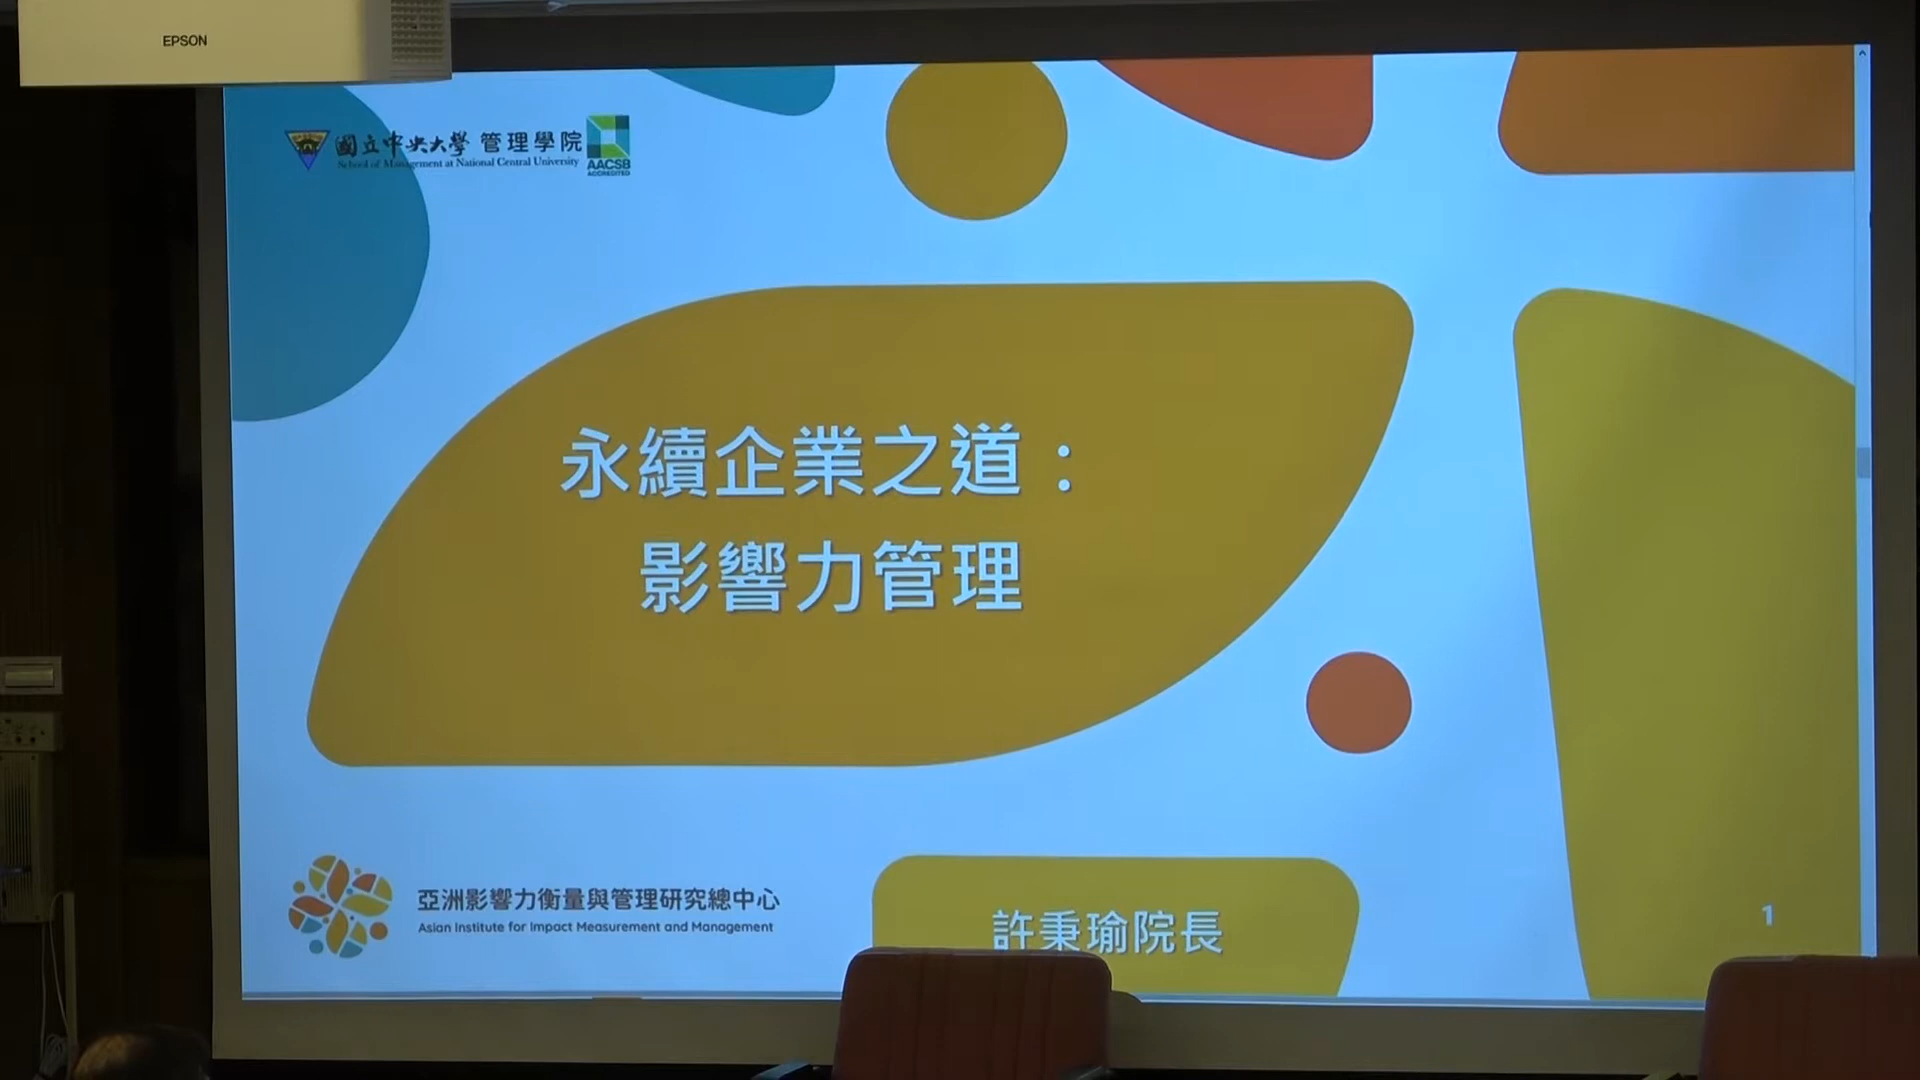 EPSON
國立中央大學 管理學院
School of Management at National Central University
AACSB
ACCREDITED
永續企業之道：
影響力管理
亞洲影響力衡量與管理研究總中心
Asian Institute for Impact Measurement and Management
許秉瑜院長
1